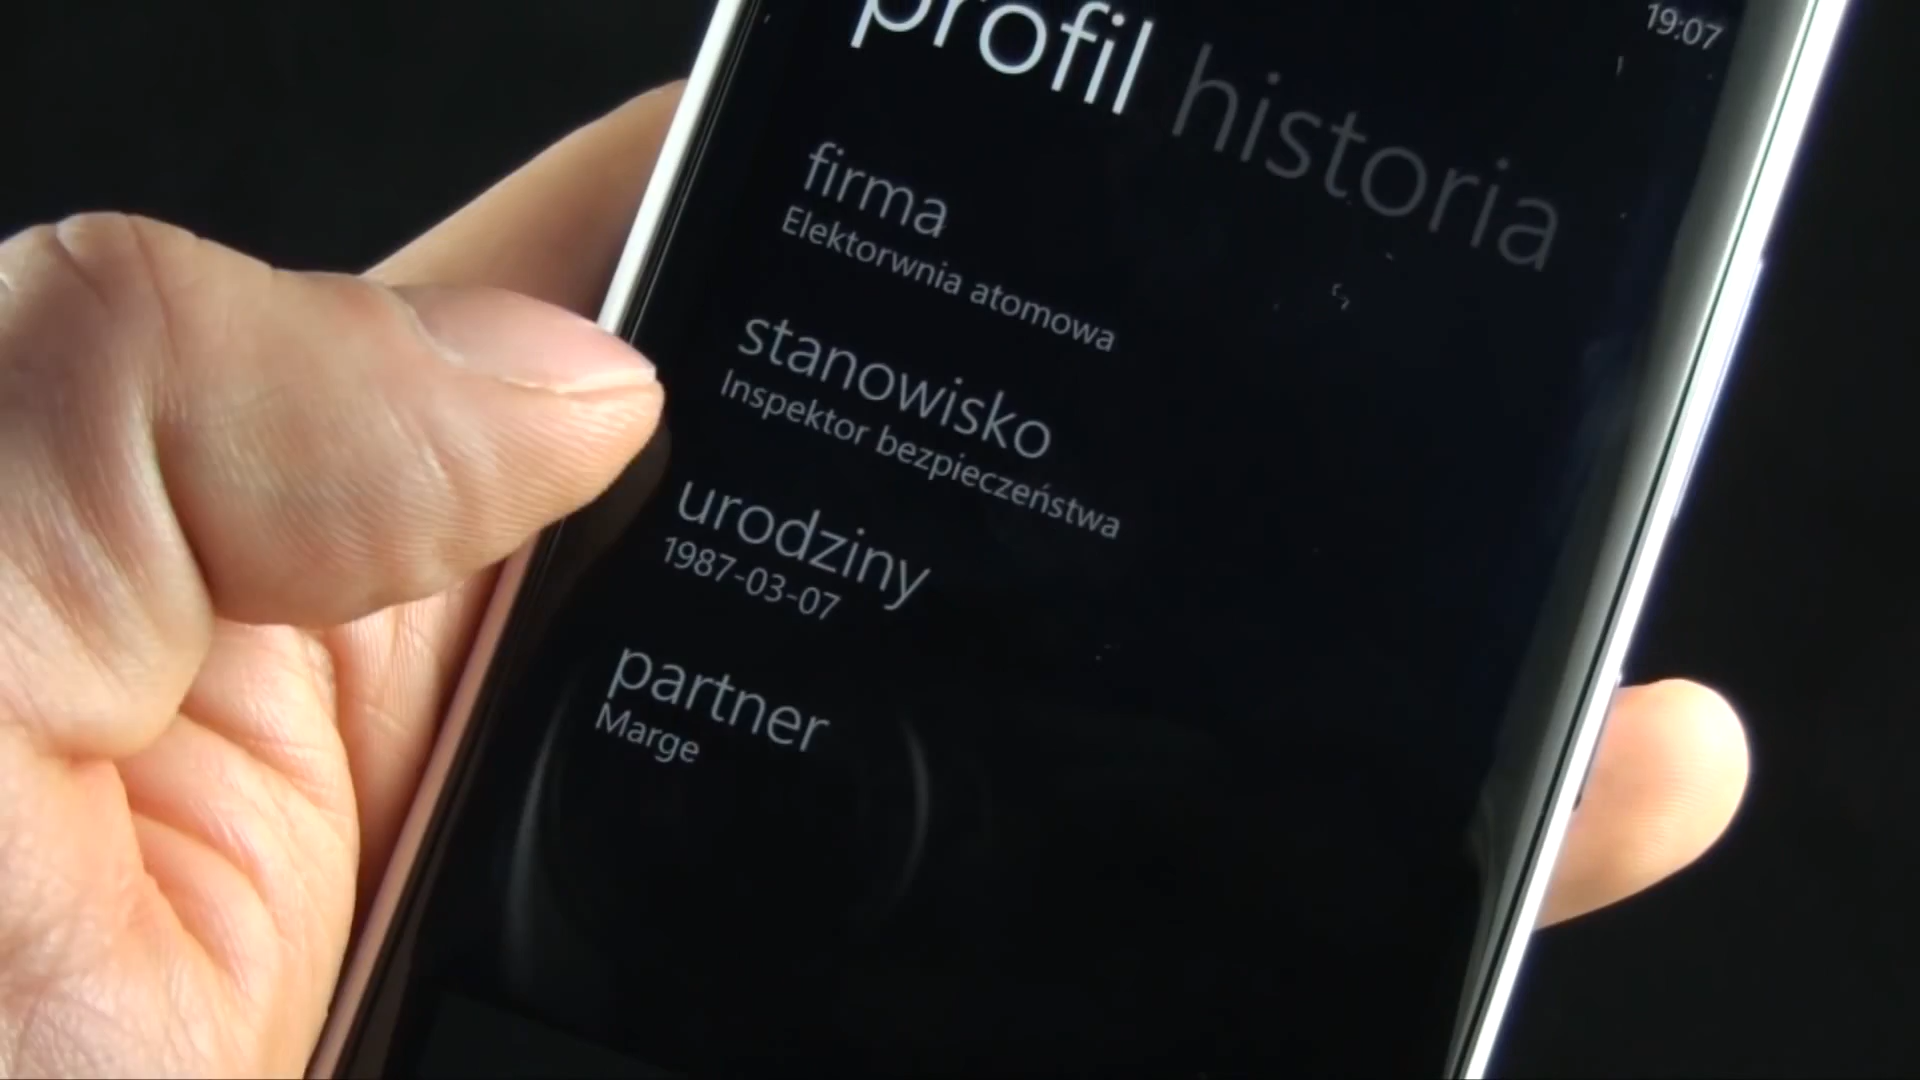 19:07
profil historia
firma
Elektorwnia atomowa
stanowisko
Inspektor bezpieczeństwa
urodziny
1987-03-07
partner
Marge